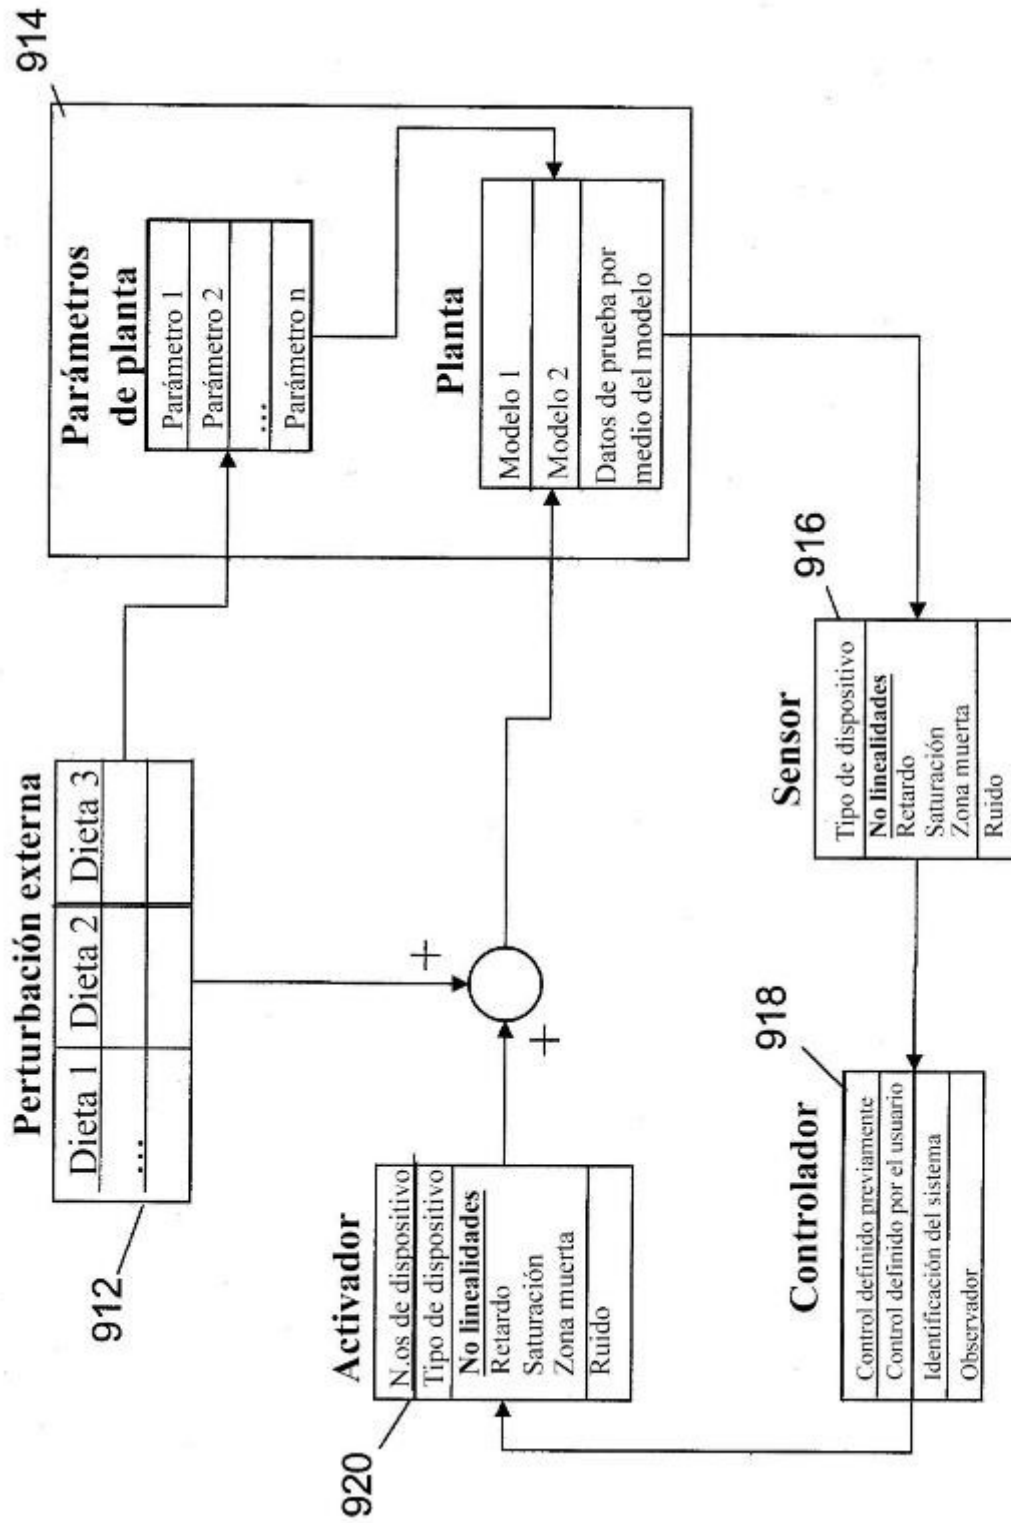 Perturbación externa
Dieta 1 Dieta 2 Dieta 3
...
912
Parámetros
de planta
Parámetro 1
Parámetro 2
...
Parámetro n
914
Activador
N.os de dispositivo
Tipo de dispositivo
No linealidades
Retardo
Saturación
Zona muerta
Ruido
920
+
+
Planta
Modelo 1
Modelo 2
Datos de prueba por
medio del modelo
Controlador
Control definido previamente
Control definido por el usuario
Identificación del sistema
Observador
918
Sensor
Tipo de dispositivo
No linealidades
Retardo
Saturación
Zona muerta
Ruido
916